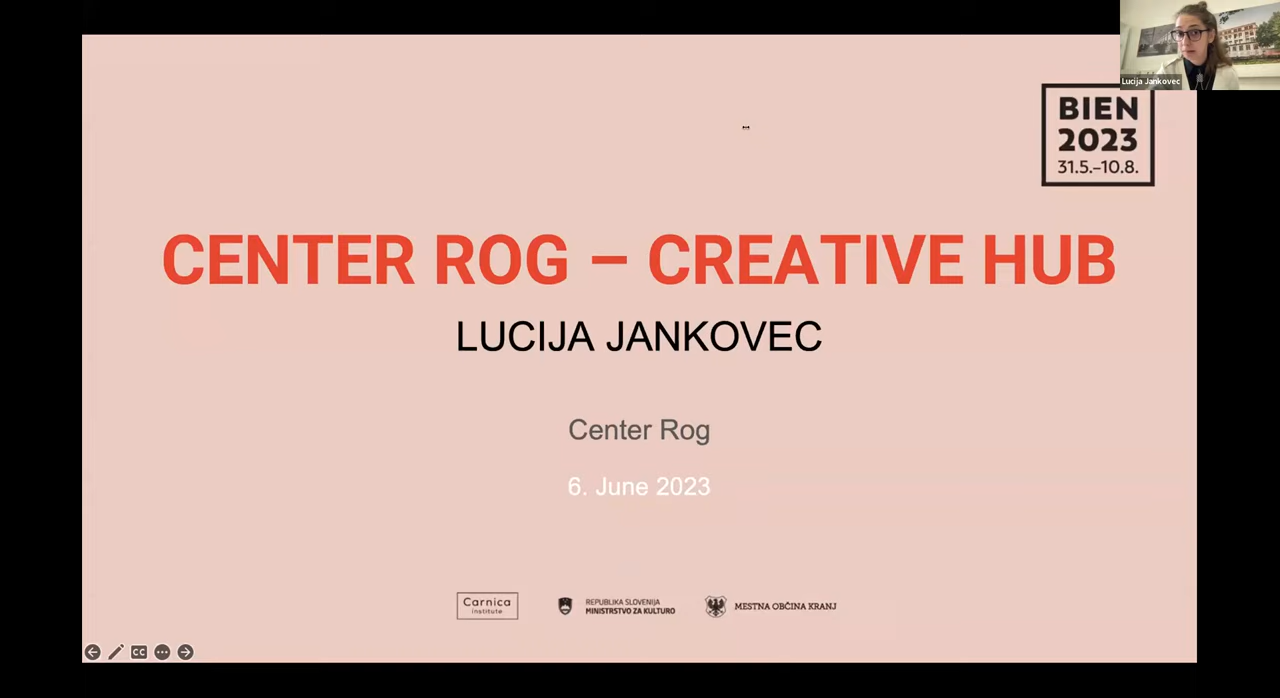 Lucija Jankovec
BIEN
2023
31.5.–10.8.
CENTER ROG – CREATIVE HUB
LUCIJA JANKOVEC
Center Rog
6. June 2023
Carnica
institute
REPUBLIKA SLOVENIJA
MINISTRSTVO ZA KULTURO
MESTNA OBČINA KRANJ
CC